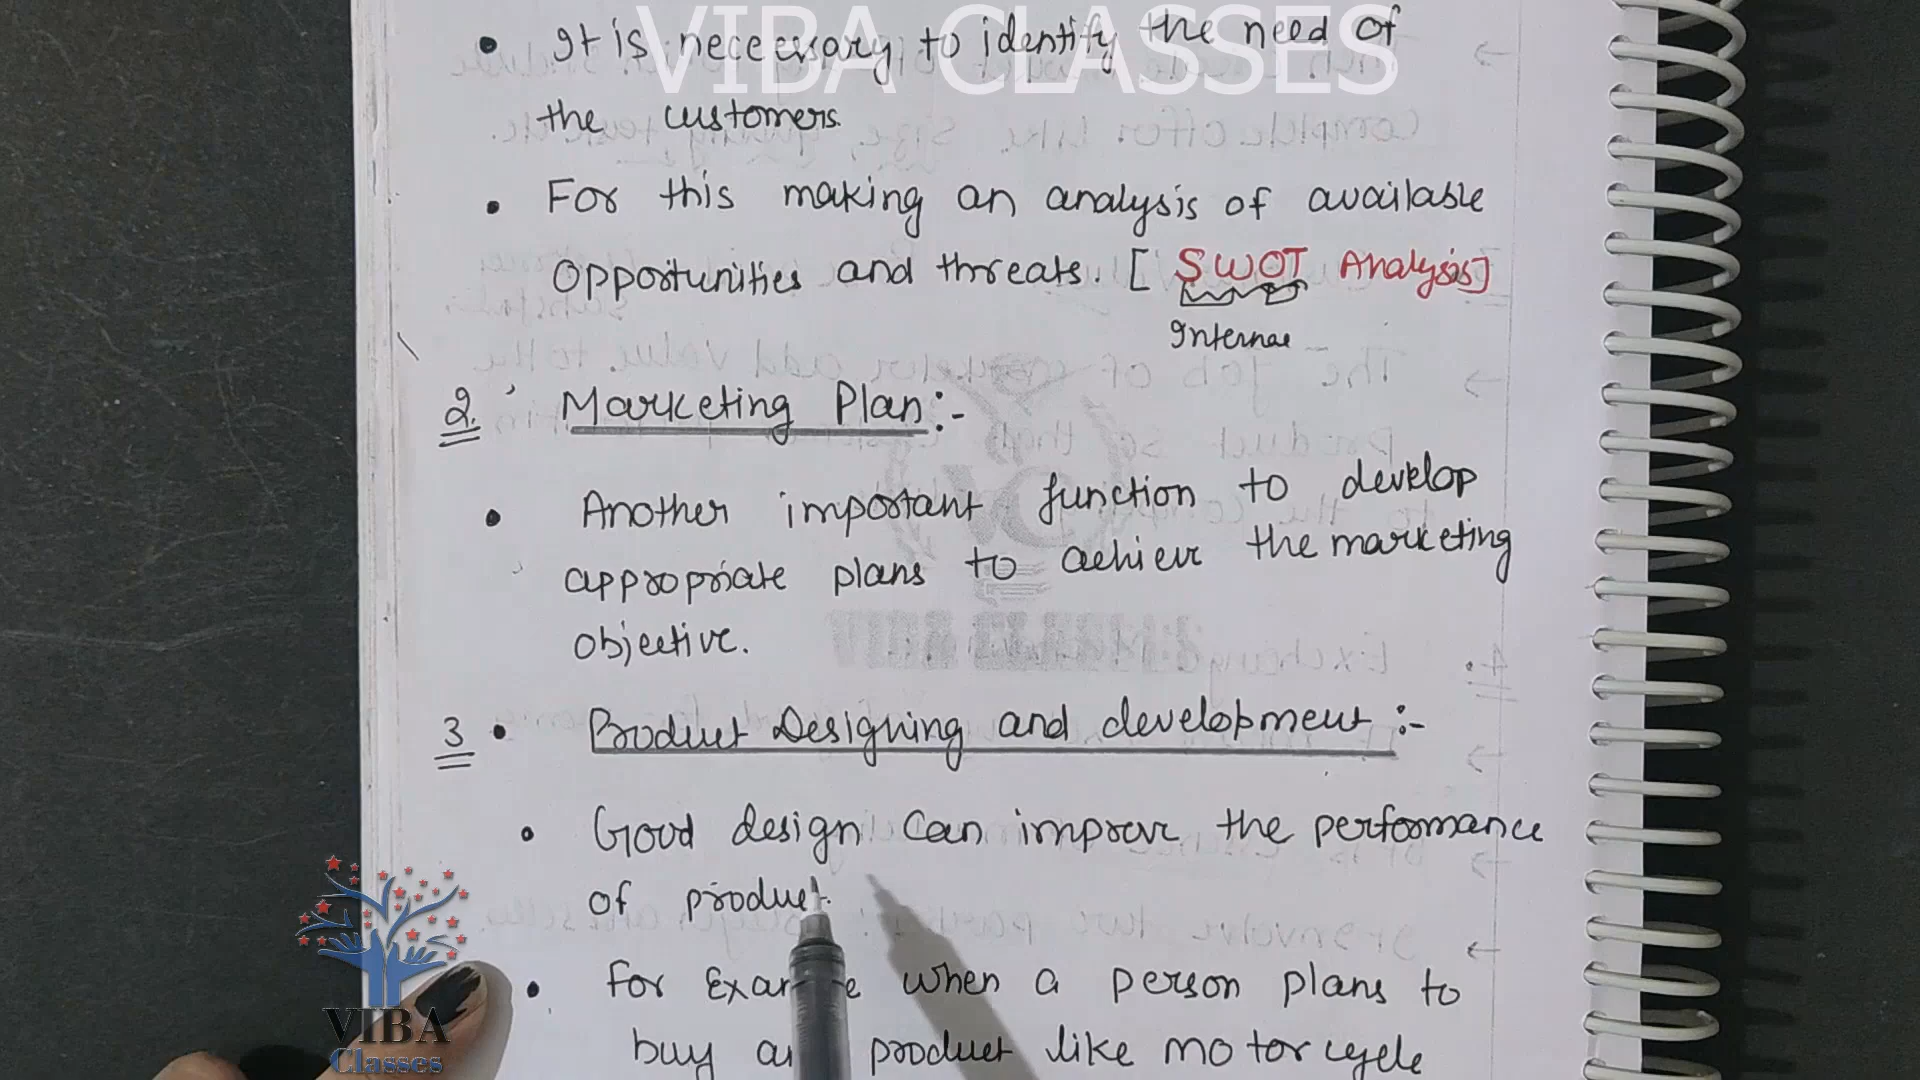 VIBA CLASSES
• It is necessary to identify the need of
the customers.
• For this making an analysis of available
opportunities and threats. [SWOT Analysis]
Internal
2. Marketing Plan:-
• Another important function to develop
appropriate plans to achieve the marketing
objective.
3 • Product Designing and development:-
• Good design can improve the performance
of product.
• for when a person plans to
buy product like motorcycle
VIBA
Classes